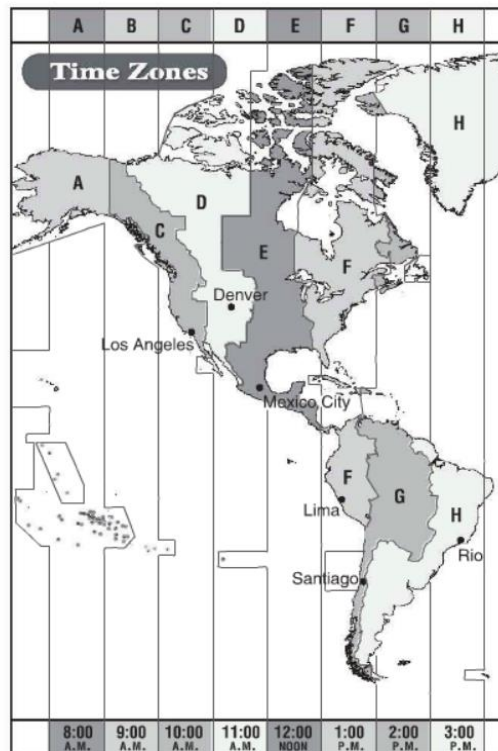 A B C D E F G H
Time Zones
H
A
D
C
E
F
Denver
Los Angeles
Mexico City
F
G
Lima
H
Rio
Santiago
8:00 9:00 10:00 11:00 12:00 1:00 2:00 3:00
A.M. A.M. A.M. A.M. NOON P.M. P.M. P.M.